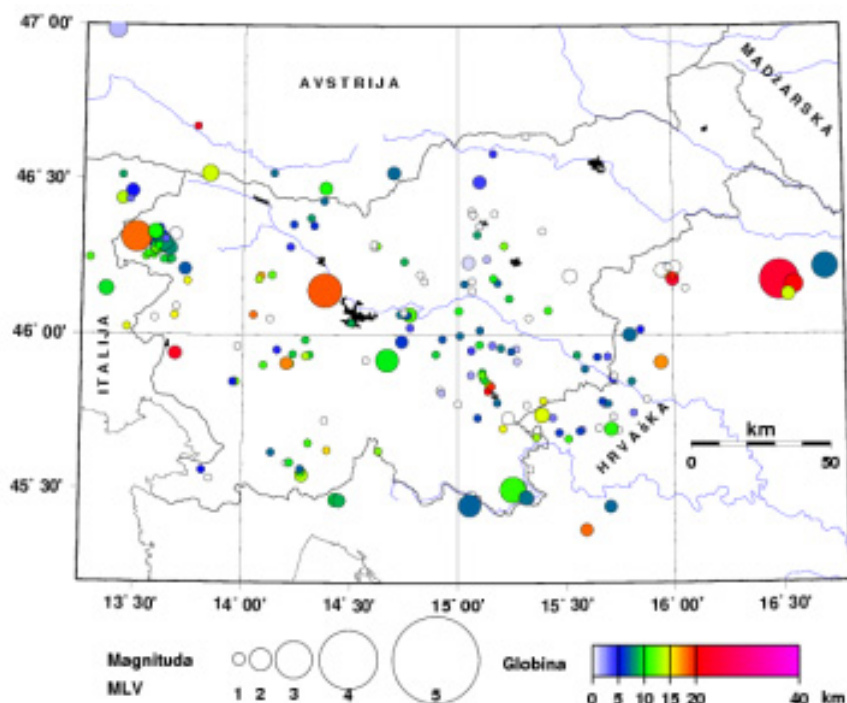 47° 00'
46° 30'
46° 00'
45° 30'
AVSTRIJA
MADŽARSKA
ITALIJA
HRVAŠKA
km
0 50
13° 30' 14° 00' 14° 30' 15° 00' 15° 30' 16° 00' 16° 30'
Magnituda
MLV
1 2 3 4 5
Globina
0 5 10 15 20 40 km